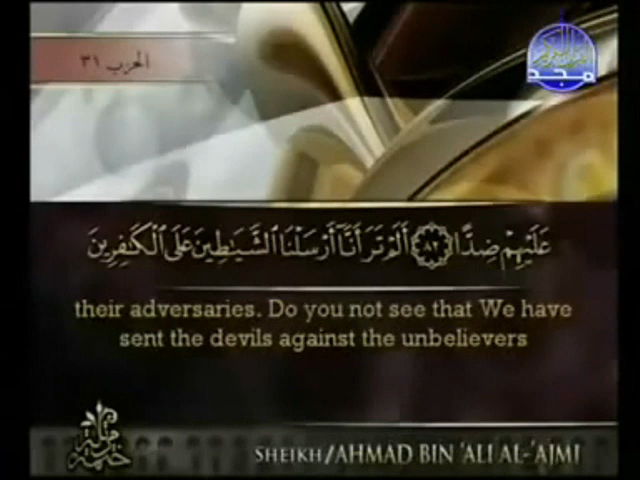 الحزب ٣١
مجد
عَلَيْهِمْ ضِدًّا ٨٢ أَلَمْ تَرَ أَنَّآ أَرْسَلْنَا ٱلشَّيَـٰطِينَ عَلَى ٱلْكَـٰفِرِينَ
their adversaries. Do you not see that We have
sent the devils against the unbelievers
SHEIKH/AHMAD BIN 'ALI AL-'AJMI